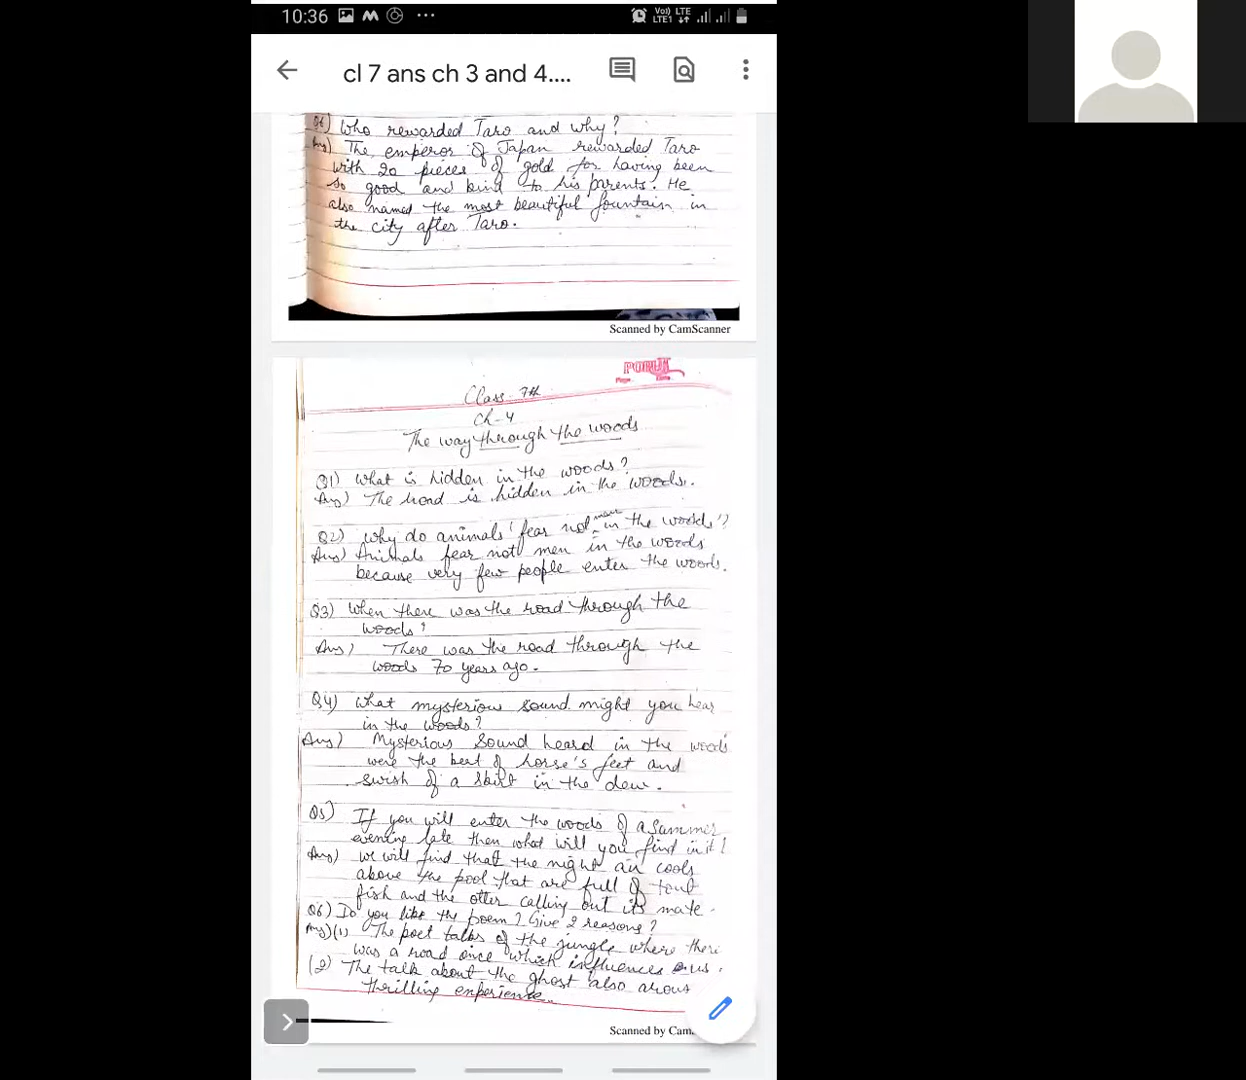 10:36
Vo) LTE
LTE1
cl 7 ans ch 3 and 4....
Q6) Who rewarded Taro and why?
Ans) The emperor of Japan rewarded Taro
with 20 pieces of gold for having been
so good and kind to his parents. He
also named the most beautiful fountain in
the city after Taro.
Scanned by CamScanner
Class 7th
Ch-4
The way through the woods
Q1) What is hidden in the woods?
Ans) The road is hidden in the woods.
Q2) Why do animals 'fear not men in the woods'?
Ans) Animals fear not men in the woods
because very few people enter the woods.
Q3) When there was the road through the
woods?
Ans) There was the road through the
woods 70 years ago.
Q4) What mysterious sound might you hear
in the woods?
Ans) Mysterious Sound heard in the woods
were the beat of horse's feet and
swish of a skirt in the dew.
Q5) If you will enter the woods of a summer
evening late then what will you find in it?
Ans) We will find that the night air cools
above the pool that are full of trout
fish and the otter calling out its mate.
Q6) Do you like the poem? Give 2 reasons?
Ans)(1) The poet talks of the jungle where there
was a road once which influences us.
(2) The talk about the ghost also arous
thrilling experience.
Scanned by Cam